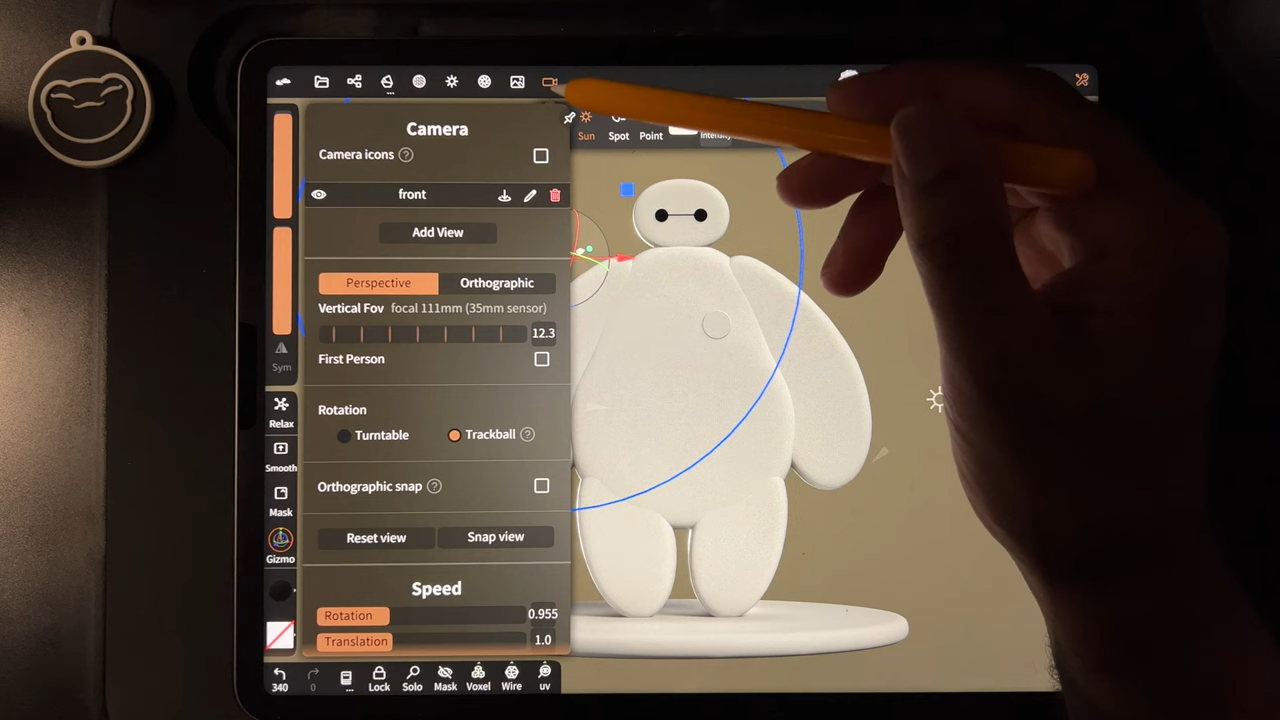 Camera
Sun Spot Point Intensity
Camera icons ?
front
Add View
Perspective Orthographic
Vertical Fov focal 111mm (35mm sensor)
12.3
First Person
Sym
Rotation
Relax
Turntable Trackball ?
Smooth
Orthographic snap ?
Mask
Reset view Snap view
Gizmo
Speed
Rotation 0.955
Translation 1.0
340 0 ... Lock Solo Mask Voxel Wire uv